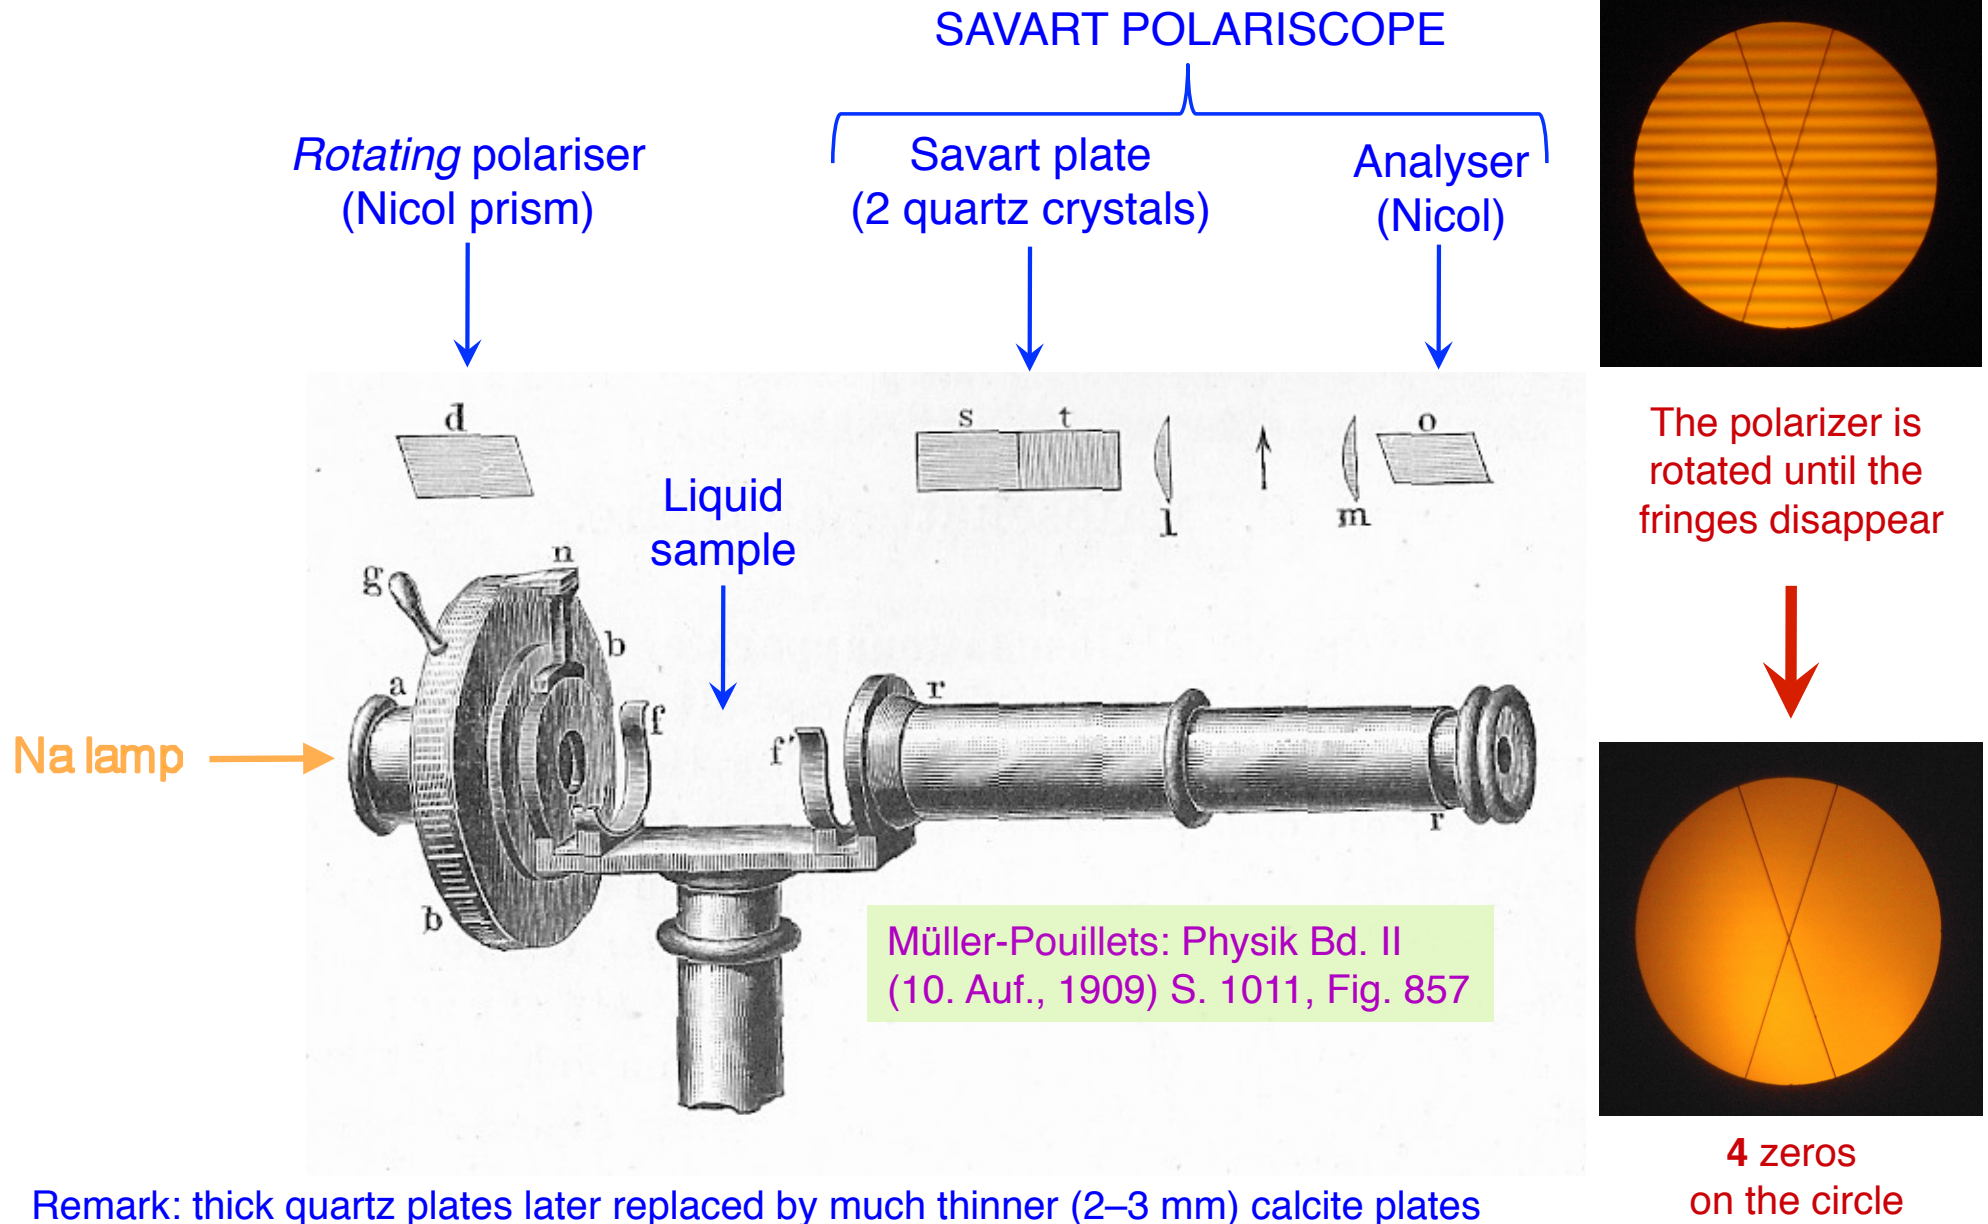 SAVART POLARISCOPE
Rotating polariser
(Nicol prism)
Savart plate
(2 quartz crystals)
Analyser
(Nicol)
d
s
t
l
m
o
The polarizer is
rotated until the
fringes disappear
Liquid
sample
g
n
b
a
f
f'
r
Na lamp
r
b
Müller-Pouillets: Physik Bd. II
(10. Auf., 1909) S. 1011, Fig. 857
4 zeros
on the circle
Remark: thick quartz plates later replaced by much thinner (2–3 mm) calcite plates